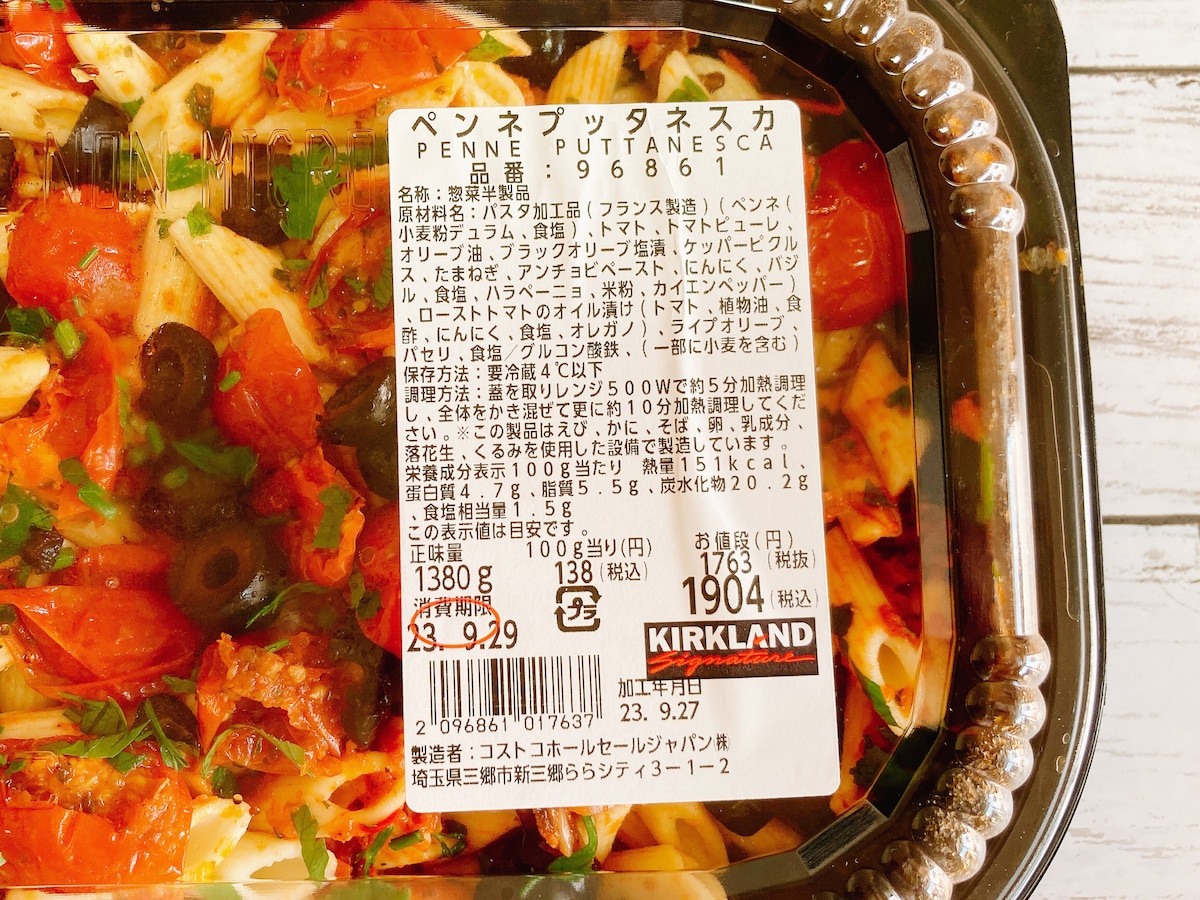 NON MICRO
ペンネプッタネスカ
PENNE PUTTANESCA
品番:96861
名称:惣菜半製品
原材料名:パスタ加工品(フランス製造)(ペンネ(
小麦粉デュラム、食塩)、トマト、トマトピューレ、
オリーブ油、ブラックオリーブ塩漬、ケッパーピクル
ス、たまねぎ、アンチョビペースト、にんにく、バジ
ル、食塩、ハラペーニョ、米粉、カイエンペッパー)
、ローストトマトのオイル漬け(トマト、植物油、食
酢、にんにく、食塩、オレガノ)、ライプオリーブ、
パセリ、食塩/グルコン酸鉄、(一部に小麦を含む)
保存方法:要冷蔵4℃以下
調理方法:蓋を取りレンジ500Wで約5分加熱調理
し、全体をかき混ぜて更に約10分加熱調理してくだ
さい。※この製品はえび、かに、そば、卵、乳成分、
落花生、くるみを使用した設備で製造しています。
栄養成分表示100g当たり 熱量151kcal、
蛋白質4.7g、脂質5.5g、炭水化物20.2g
、食塩相当量1.5g
この表示値は目安です。
正味量 100g当り(円) お値段(円)
1380g 138(税込) 1763(税抜)
1904(税込)
消費期限 プラ
23. 9.29
KIRKLAND
Signature
加工年月日
23. 9.27
2 096861 017637
製造者:コストコホールセールジャパン㈱
埼玉県三郷市新三郷ららシティ3-1-2